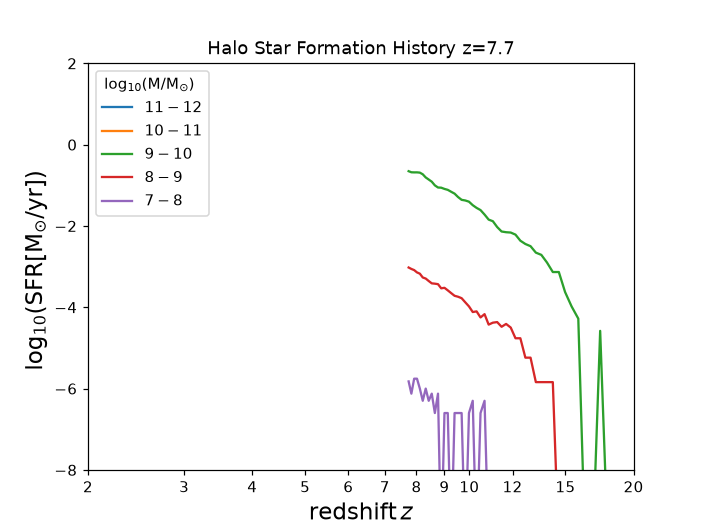 Halo Star Formation History z=7.7
log₁₀(SFR[M☉/yr])
2
0
−2
−4
−6
−8
log₁₀(M/M☉)
11 − 12
10 − 11
9 − 10
8 − 9
7 − 8
2 3 4 5 6 7 8 9 10 12 15 20
redshift z